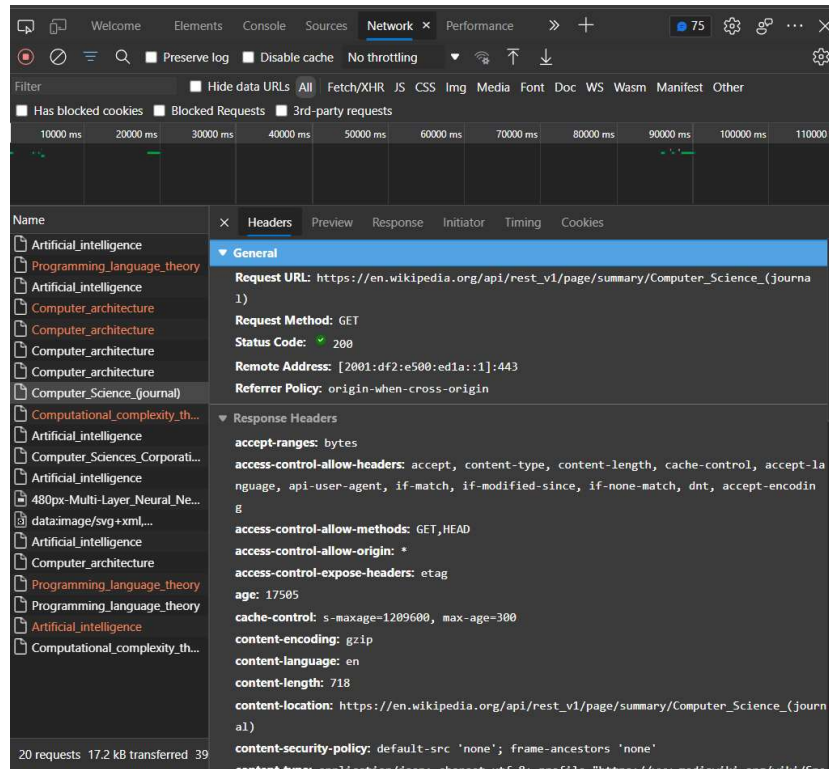 Welcome Elements Console Sources Network × Performance » + 75 ... ×
Preserve log Disable cache No throttling
Filter Hide data URLs All Fetch/XHR JS CSS Img Media Font Doc WS Wasm Manifest Other
Has blocked cookies Blocked Requests 3rd-party requests
10000 ms 20000 ms 30000 ms 40000 ms 50000 ms 60000 ms 70000 ms 80000 ms 90000 ms 100000 ms 110000
Name
Artificial_intelligence
Programming_language_theory
Artificial_intelligence
Computer_architecture
Computer_architecture
Computer_architecture
Computer_architecture
Computer_Science_(journal)
Computational_complexity_th...
Artificial_intelligence
Computer_Sciences_Corporati...
Artificial_intelligence
480px-Multi-Layer_Neural_Ne...
data:image/svg+xml,...
Artificial_intelligence
Computer_architecture
Programming_language_theory
Programming_language_theory
Artificial_intelligence
Computational_complexity_th...
20 requests 17.2 kB transferred 39
× Headers Preview Response Initiator Timing Cookies
General
Request URL: https://en.wikipedia.org/api/rest_v1/page/summary/Computer_Science_(journa
l)
Request Method: GET
Status Code: 200
Remote Address: [2001:df2:e500:ed1a::1]:443
Referrer Policy: origin-when-cross-origin
Response Headers
accept-ranges: bytes
access-control-allow-headers: accept, content-type, content-length, cache-control, accept-la
nguage, api-user-agent, if-match, if-modified-since, if-none-match, dnt, accept-encodin
g
access-control-allow-methods: GET,HEAD
access-control-allow-origin: *
access-control-expose-headers: etag
age: 17505
cache-control: s-maxage=1209600, max-age=300
content-encoding: gzip
content-language: en
content-length: 718
content-location: https://en.wikipedia.org/api/rest_v1/page/summary/Computer_Science_(journ
al)
content-security-policy: default-src 'none'; frame-ancestors 'none'